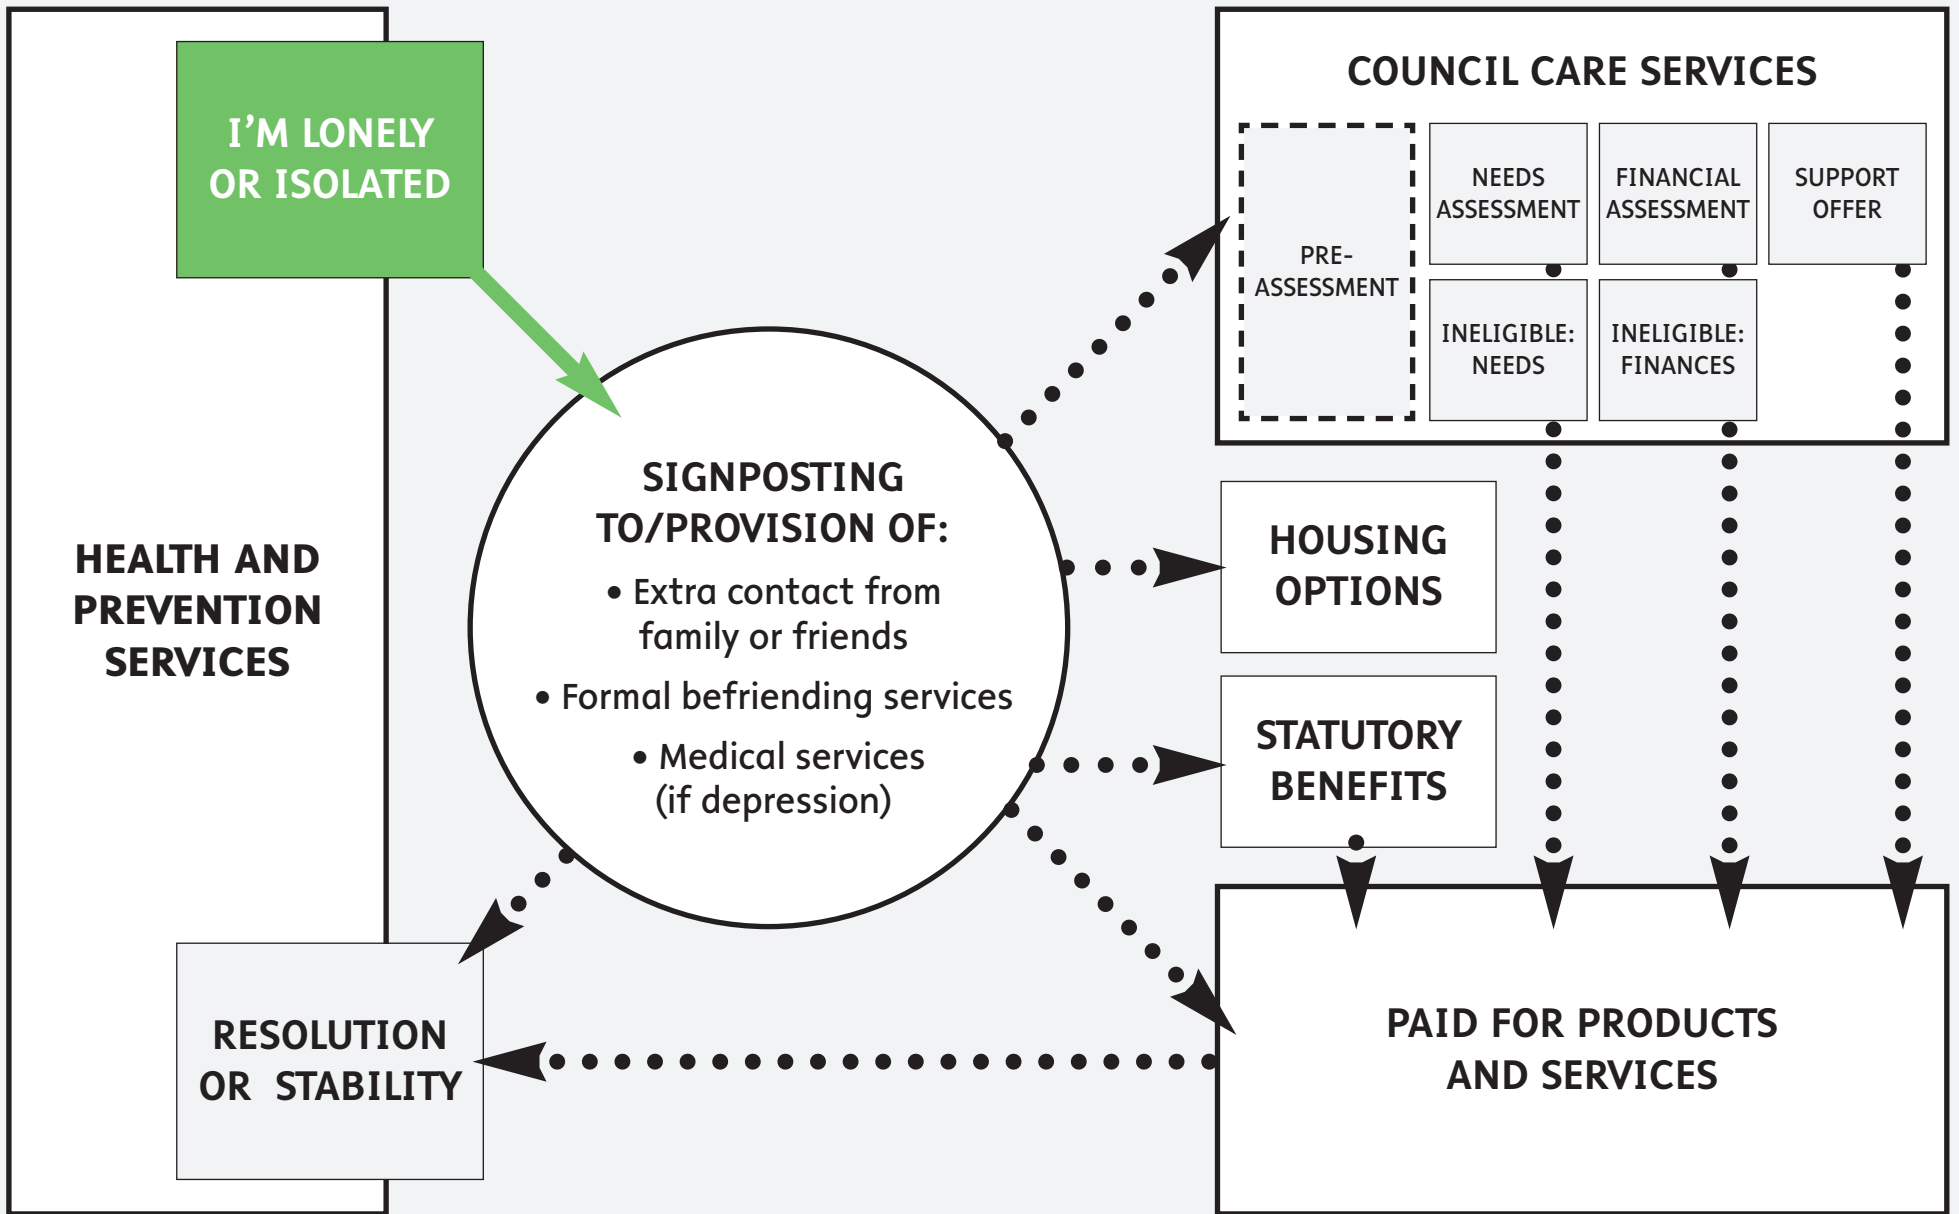 I'M LONELY
OR ISOLATED
HEALTH AND
PREVENTION
SERVICES
RESOLUTION
OR STABILITY
SIGNPOSTING
TO/PROVISION OF:
• Extra contact from
family or friends
• Formal befriending services
• Medical services
(if depression)
COUNCIL CARE SERVICES
PRE-
ASSESSMENT
NEEDS
ASSESSMENT
FINANCIAL
ASSESSMENT
SUPPORT
OFFER
INELIGIBLE:
NEEDS
INELIGIBLE:
FINANCES
HOUSING
OPTIONS
STATUTORY
BENEFITS
PAID FOR PRODUCTS
AND SERVICES